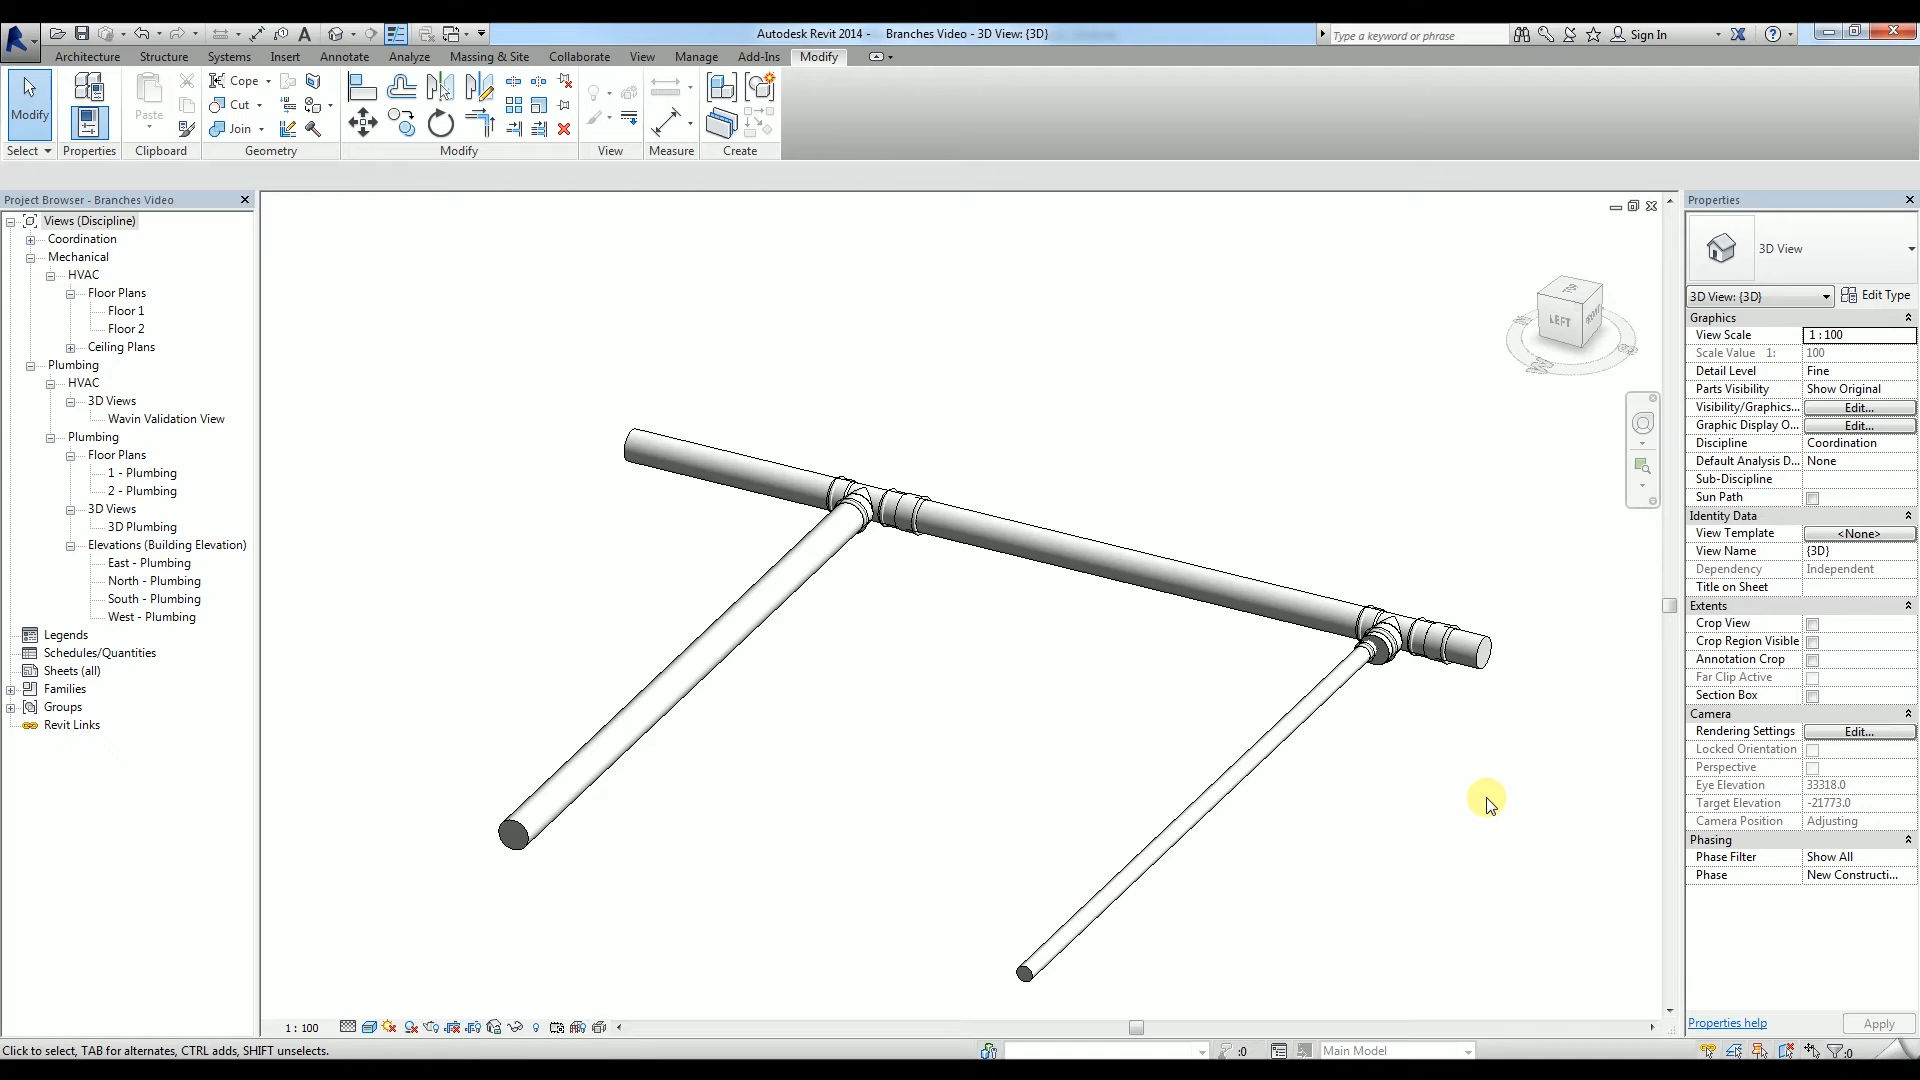 Autodesk Revit 2014 - Branches Video - 3D View: {3D}
Type a keyword or phrase
Sign In
Architecture Structure Systems Insert Annotate Analyze Massing & Site Collaborate View Manage Add-Ins Modify
Modify
Paste
Cope
Cut
Join
Select Properties Clipboard Geometry Modify View Measure Create
Project Browser - Branches Video
Views (Discipline)
Coordination
Mechanical
HVAC
Floor Plans
Floor 1
Floor 2
Ceiling Plans
Plumbing
HVAC
3D Views
Wavin Validation View
Plumbing
Floor Plans
1 - Plumbing
2 - Plumbing
3D Views
3D Plumbing
Elevations (Building Elevation)
East - Plumbing
North - Plumbing
South - Plumbing
West - Plumbing
Legends
Schedules/Quantities
Sheets (all)
Families
Groups
Revit Links
LEFT
Properties
3D View
3D View: {3D} Edit Type
Graphics
View Scale 1 : 100
Scale Value 1: 100
Detail Level Fine
Parts Visibility Show Original
Visibility/Graphics... Edit...
Graphic Display O... Edit...
Discipline Coordination
Default Analysis D... None
Sub-Discipline
Sun Path
Identity Data
View Template <None>
View Name {3D}
Dependency Independent
Title on Sheet
Extents
Crop View
Crop Region Visible
Annotation Crop
Far Clip Active
Section Box
Camera
Rendering Settings Edit...
Locked Orientation
Perspective
Eye Elevation 33318.0
Target Elevation -21773.0
Camera Position Adjusting
Phasing
Phase Filter Show All
Phase New Constructi...
Properties help Apply
1 : 100
Click to select, TAB for alternates, CTRL adds, SHIFT unselects.
:0
Main Model
:0